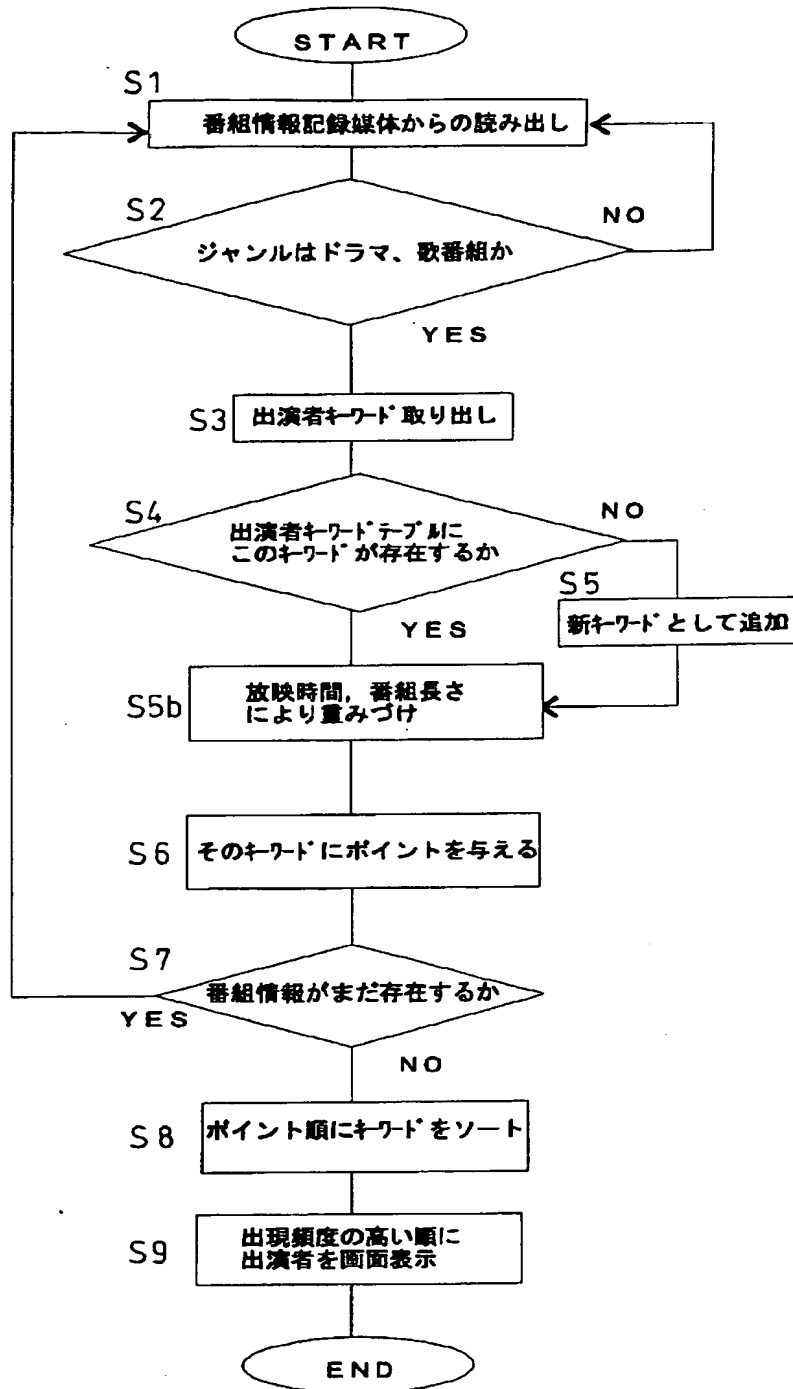 START
S1
番組情報記録媒体からの読み出し
S2
NO
ジャンルはドラマ、歌番組か
YES
S3
出演者キーワード取り出し
S4
NO
出演者キーワードテーブルに
このキーワードが存在するか
S5
YES
新キーワードとして追加
S5b
放映時間，番組長さ
により重みづけ
S6
そのキーワードにポイントを与える
S7
番組情報がまだ存在するか
YES
NO
S8
ポイント順にキーワードをソート
S9
出現頻度の高い順に
出演者を画面表示
END